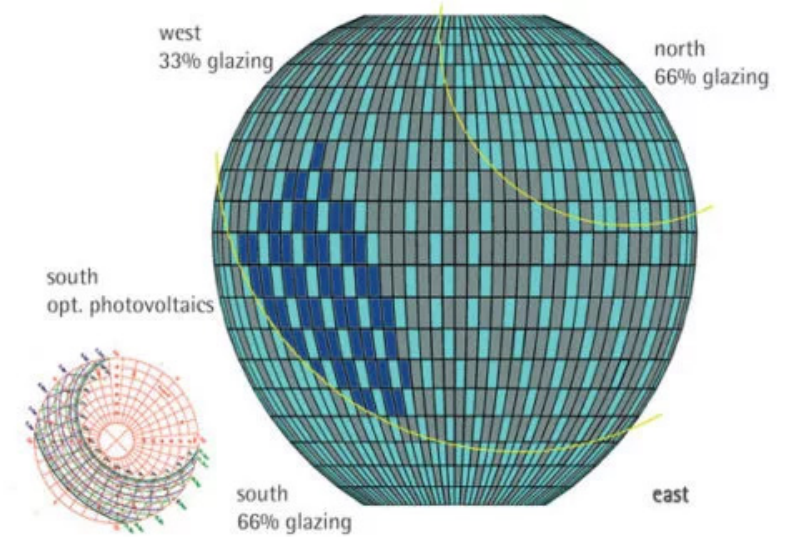 west
33% glazing
north
66% glazing
south
opt. photovoltaics
south
66% glazing
east